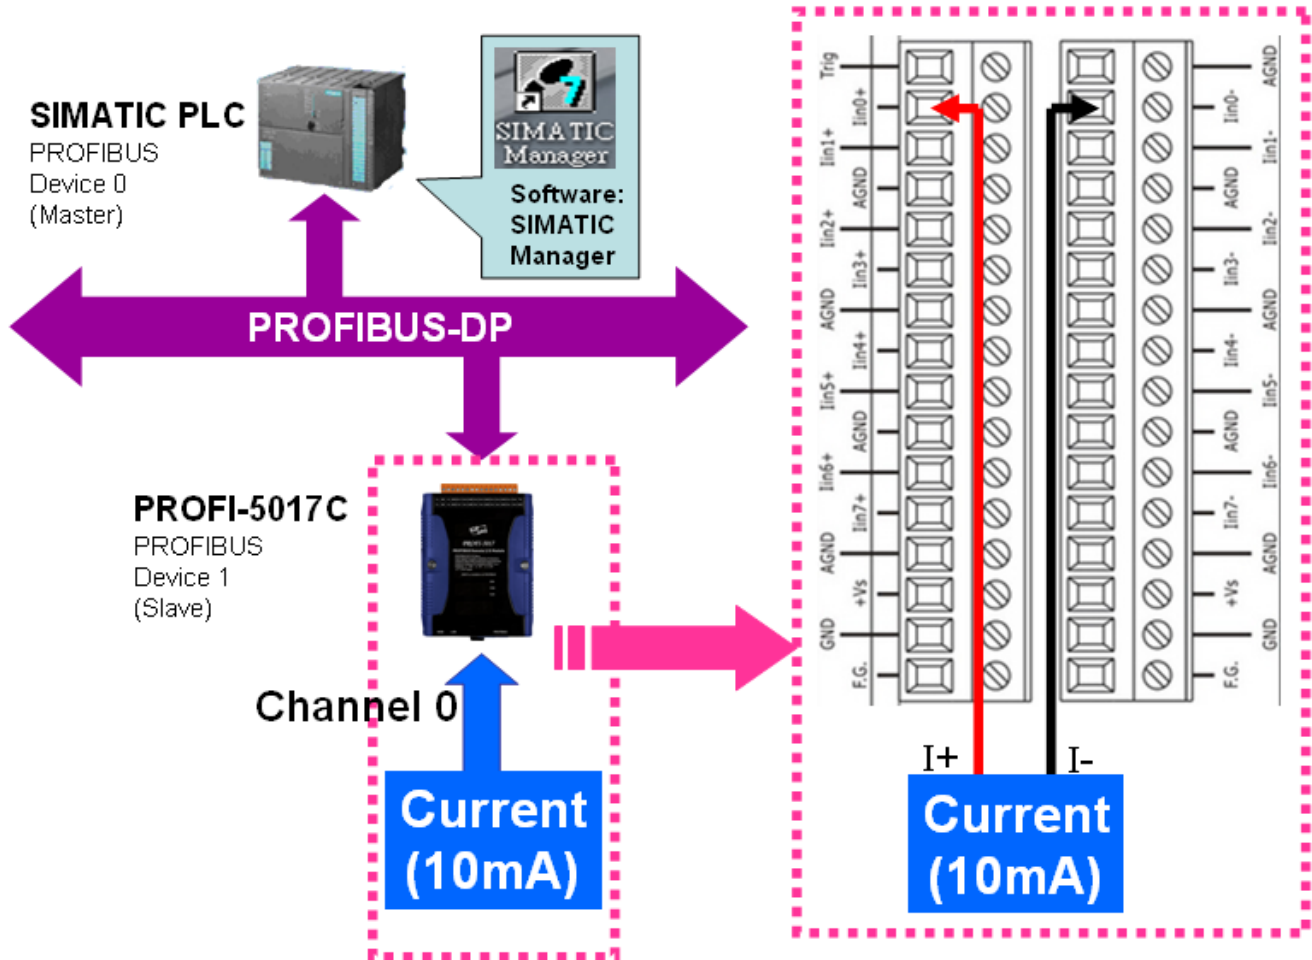 SIMATIC PLC
PROFIBUS
Device 0
(Master)
7
SIMATIC
Manager
Software:
SIMATIC
Manager
PROFIBUS-DP
PROFI-5017C
PROFIBUS
Device 1
(Slave)
Channel 0
Current
(10mA)
Trig
Iin0+
Iin1+
AGND
Iin2+
Iin3+
AGND
Iin4+
Iin5+
AGND
Iin6+
Iin7+
AGND
+Vs
GND
F.G.
AGND
Iin0-
Iin1-
AGND
Iin2-
Iin3-
AGND
Iin4-
Iin5-
AGND
Iin6-
Iin7-
AGND
+Vs
GND
F.G.
I+
I-
Current
(10mA)